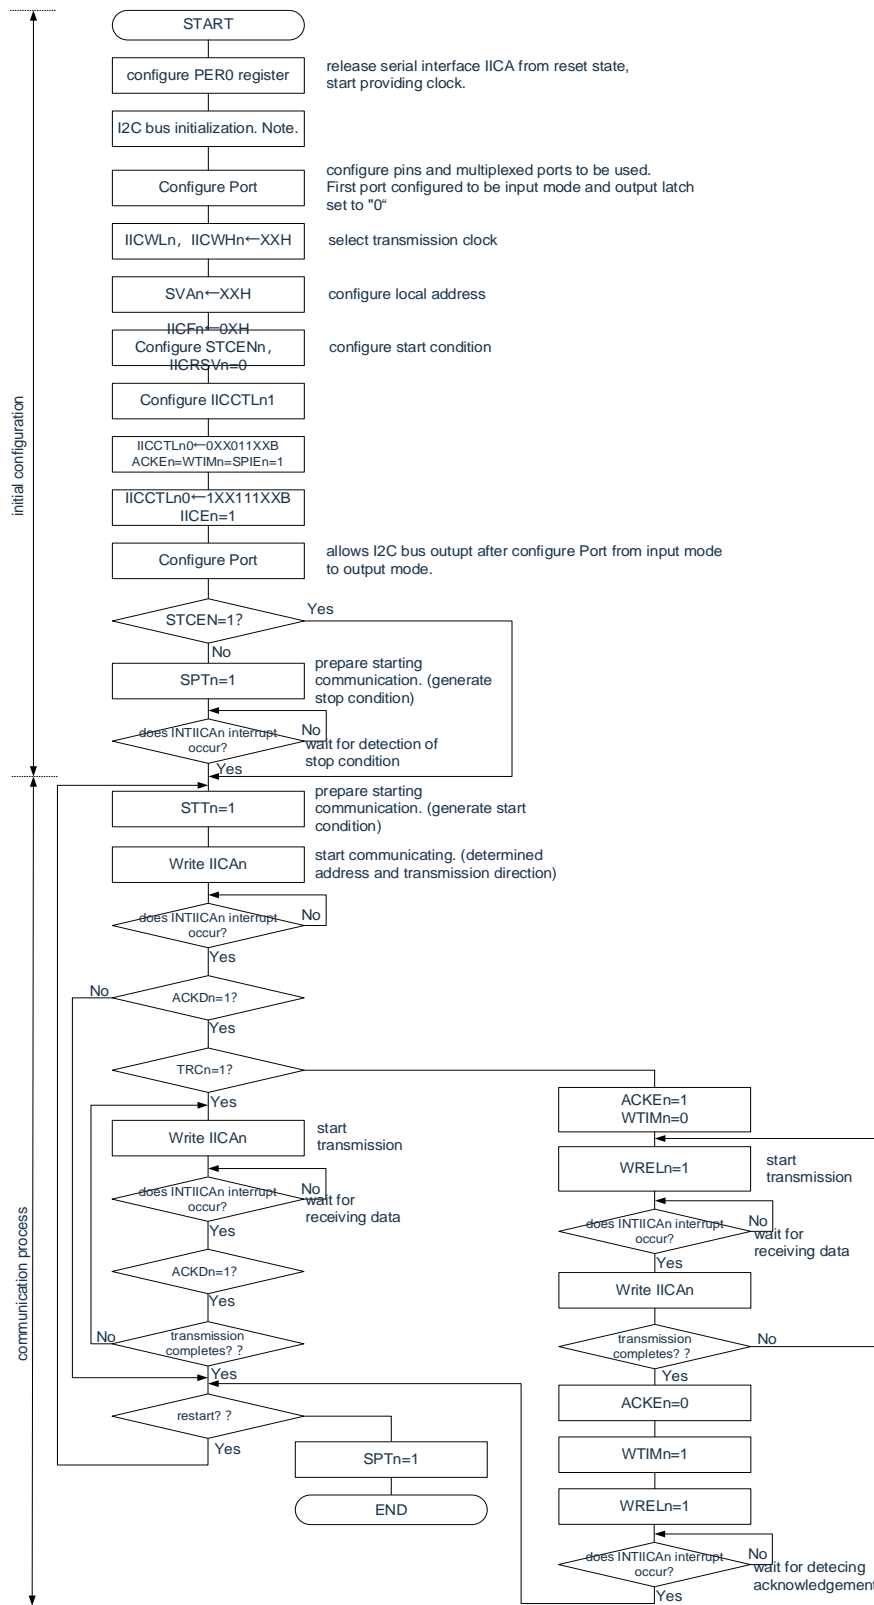 START
configure PER0 register
release serial interface IICA from reset state,
start providing clock.
I2C bus initialization. Note.
Configure Port
configure pins and multiplexed ports to be used.
First port configured to be input mode and output latch
set to "0“
IICWLn，IICWHn←XXH
select transmission clock
SVAn←XXH
configure local address
IICFn←0XH
Configure STCENn，
IICRSVn=0
configure start condition
Configure IICCTLn1
IICCTLn0←0XX011XXB
ACKEn=WTIMn=SPIEn=1
IICCTLn0←1XX111XXB
IICEn=1
Configure Port
allows I2C bus outupt after configure Port from input mode
to output mode.
initial configuration
STCEN=1?
Yes
No
SPTn=1
prepare starting
communication. (generate
stop condition)
does INTIICAn interrupt
occur?
No
wait for detection of
stop condition
Yes
STTn=1
prepare starting
communication. (generate start
condition)
Write IICAn
start communicating. (determined
address and transmission direction)
does INTIICAn interrupt
occur?
No
Yes
ACKDn=1?
No
Yes
TRCn=1?
Yes
Write IICAn
start
transmission
does INTIICAn interrupt
occur?
No
wait for
receiving data
Yes
ACKDn=1?
Yes
transmission
completes? ?
No
Yes
restart? ?
Yes
SPTn=1
END
communication process
ACKEn=1
WTIMn=0
WRELn=1
start
transmission
does INTIICAn interrupt
occur?
No
wait for
receiving data
Yes
Write IICAn
transmission
completes? ?
No
Yes
ACKEn=0
WTIMn=1
WRELn=1
does INTIICAn interrupt
occur?
No
wait for detecing
acknowledgement
Yes